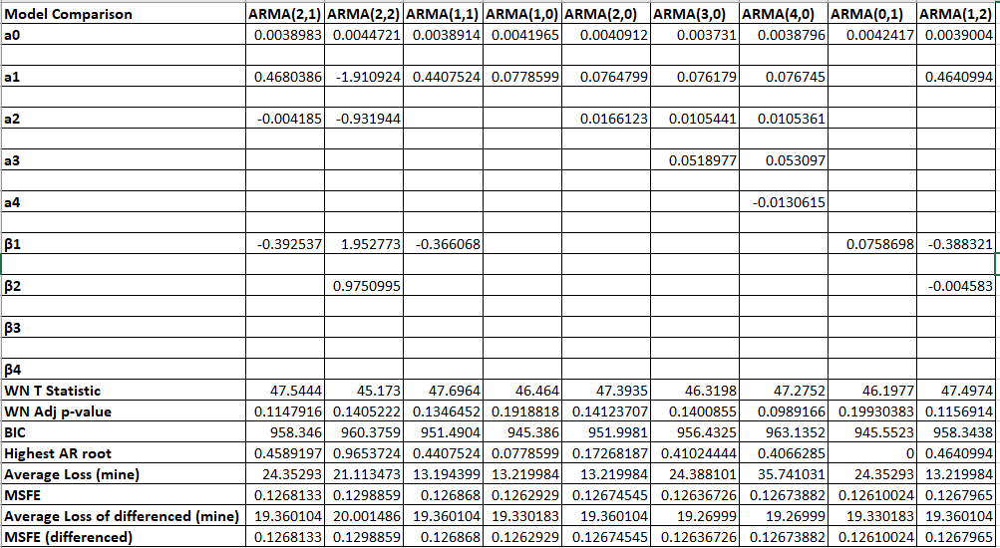 Model Comparison ARMA(2,1) ARMA(2,2) ARMA(1,1) ARMA(1,0) ARMA(2,0) ARMA(3,0) ARMA(4,0) ARMA(0,1) ARMA(1,2)
a0 0.0038983 0.0044721 0.0038914 0.0041965 0.0040912 0.003731 0.0038796 0.0042417 0.0039004
a1 0.4680386 -1.910924 0.4407524 0.0778599 0.0764799 0.076179 0.076745 0.4640994
a2 -0.004185 -0.931944 0.0166123 0.0105441 0.0105361
a3 0.0518977 0.053097
a4 -0.0130615
β1 -0.392537 1.952773 -0.366068 0.0758698 -0.388321
β2 0.9750995 -0.004583
β3
β4
WN T Statistic 47.5444 45.173 47.6964 46.464 47.3935 46.3198 47.2752 46.1977 47.4974
WN Adj p-value 0.1147916 0.1405222 0.1346452 0.1918818 0.14123707 0.1400855 0.0989166 0.19930383 0.1156914
BIC 958.346 960.3759 951.4904 945.386 951.9981 956.4325 963.1352 945.5523 958.3438
Highest AR root 0.4589197 0.9653724 0.4407524 0.0778599 0.17268187 0.41024444 0.4066285 0 0.4640994
Average Loss (mine) 24.35293 21.113473 13.194399 13.219984 13.219984 24.388101 35.741031 24.35293 13.219984
MSFE 0.1268133 0.1298859 0.126868 0.1262929 0.12674545 0.12636726 0.12673882 0.12610024 0.1267965
Average Loss of differenced (mine) 19.360104 20.001486 19.360104 19.330183 19.360104 19.26999 19.26999 19.330183 19.360104
MSFE (differenced) 0.1268133 0.1298859 0.126868 0.1262929 0.12674545 0.12636726 0.12673882 0.12610024 0.1267965